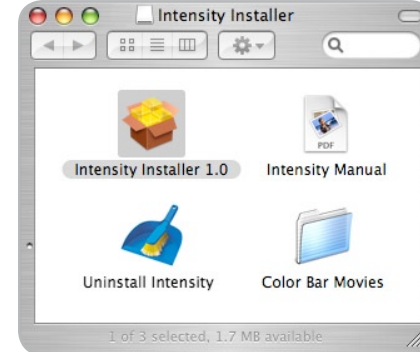 Intensity Installer
Intensity Installer 1.0
Intensity Manual
PDF
Uninstall Intensity
Color Bar Movies
1 of 3 selected, 1.7 MB available